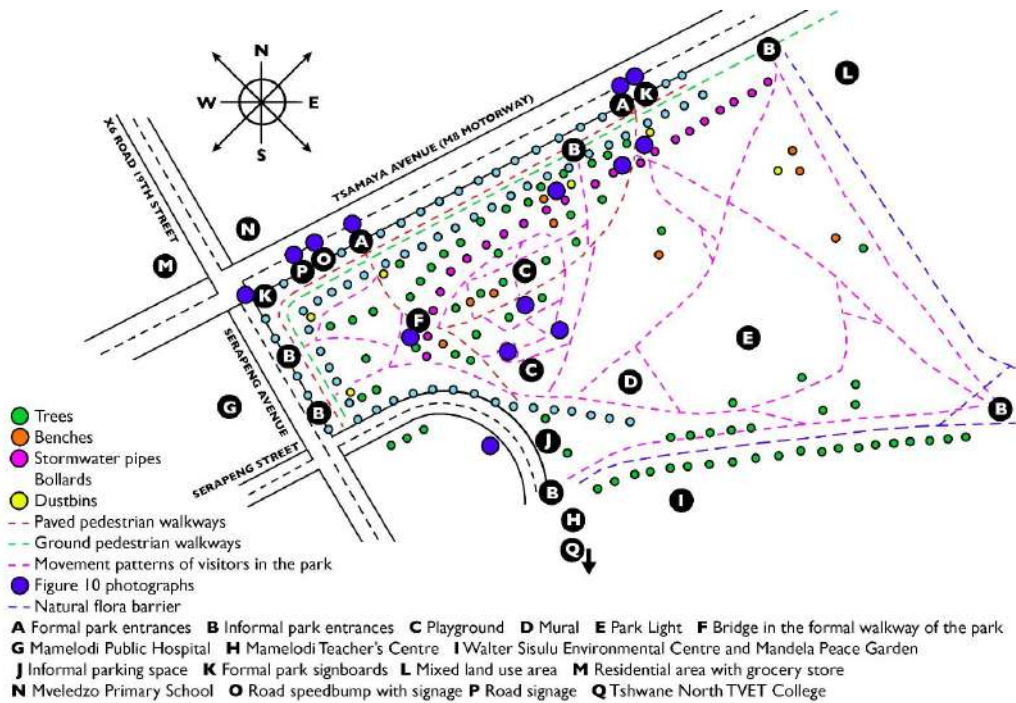 N
W E
S
X6 ROAD 19TH STREET
TSAMAYA AVENUE (M8 MOTORWAY)
B
L
K
A
B
N
A
O
P
M
K
C
F
B
E
C
D
G
B
B
SERAPENG AVENUE
J
SERAPENG STREET
B
I
H
Q
Trees
Benches
Stormwater pipes
Bollards
Dustbins
Paved pedestrian walkways
Ground pedestrian walkways
Movement patterns of visitors in the park
Figure 10 photographs
Natural flora barrier
A Formal park entrances B Informal park entrances C Playground D Mural E Park Light F Bridge in the formal walkway of the park
G Mamelodi Public Hospital H Mamelodi Teacher's Centre I Walter Sisulu Environmental Centre and Mandela Peace Garden
J Informal parking space K Formal park signboards L Mixed land use area M Residential area with grocery store
N Mveledzo Primary School O Road speedbump with signage P Road signage Q Tshwane North TVET College